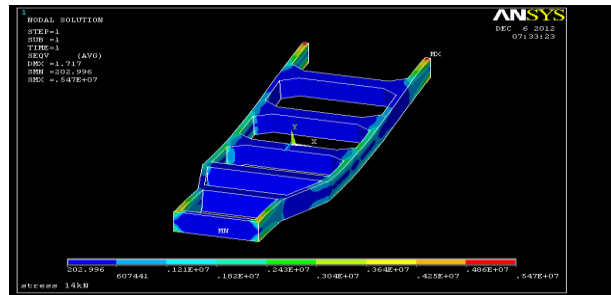 1
NODAL SOLUTION
STEP=1
SUB =1
TIME=1
SEQV (AVG)
DMX =1.717
SMN =202.996
SMX =.547E+07
ANSYS
DEC 6 2012
07:33:23
MX
Y
X
MN
202.996 .121E+07 .243E+07 .364E+07 .486E+07
607441 .182E+07 .304E+07 .425E+07 .547E+07
stress 14kN